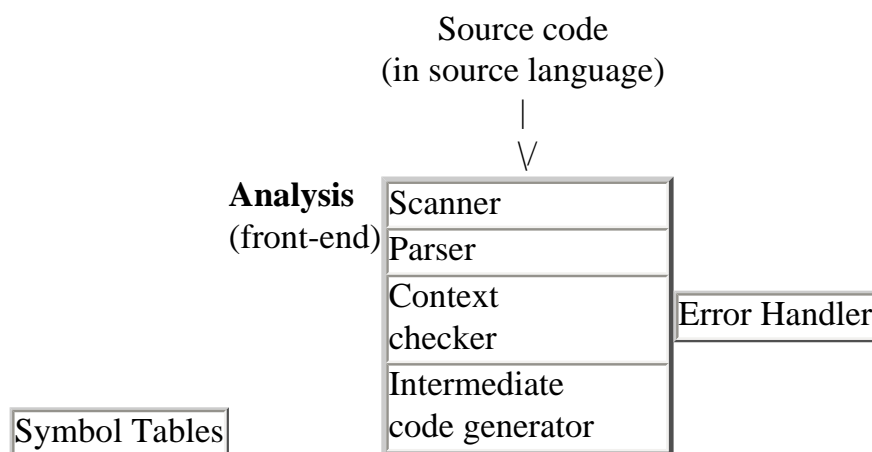 Source code
(in source language)
|
\/
Analysis
(front-end)
Scanner
Parser
Context
checker
Error Handler
Intermediate
code generator
Symbol Tables